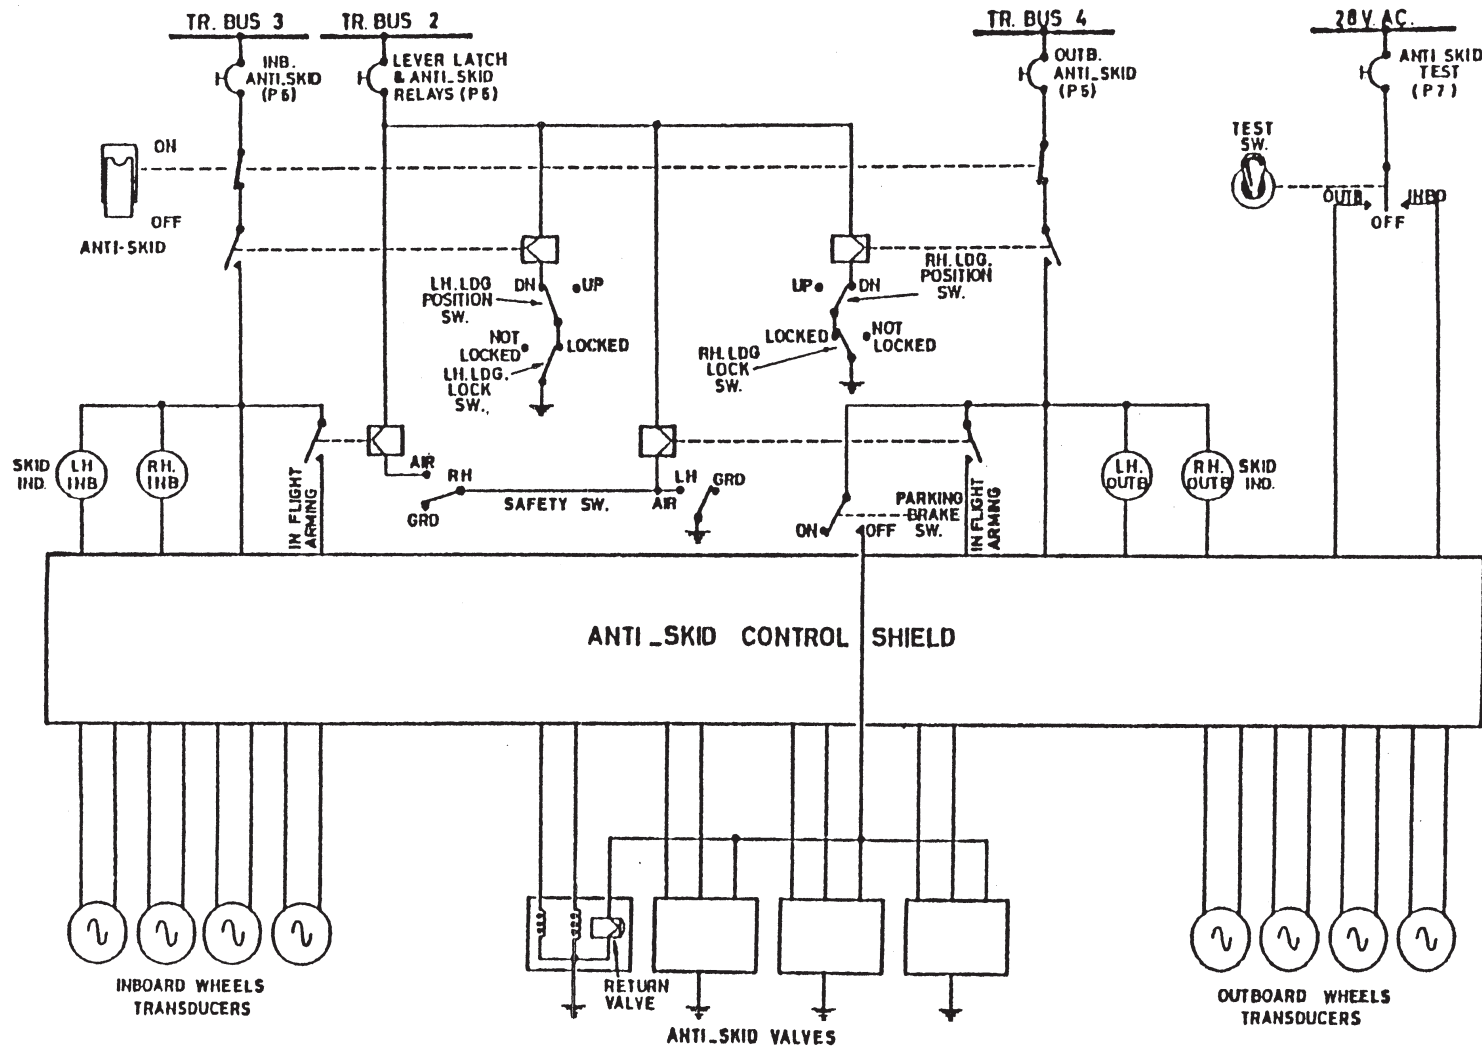 TR. BUS 3
TR. BUS 2
TR. BUS 4
28 V. AC.
INB.
ANTI_SKID
(P6)
LEVER LATCH
& ANTI_SKID
RELAYS (P6)
OUTB.
ANTI_SKID
(P5)
ANTI SKID
TEST
(P7)
ON
OFF
ANTI-SKID
TEST
SW.
OUTB
INBD
OFF
LH. LDG
POSITION
SW.
DN
UP
NOT
LOCKED
LOCKED
LH. LDG.
LOCK
SW.,
UP
DN
RH. LDG.
POSITION
SW.
LOCKED
NOT
LOCKED
RH. LDG
LOCK
SW.
SKID
IND.
LH
INB
RH.
INB
IN FLIGHT
ARMING
AIR
RH
GRD
SAFETY SW.
AIR
LH
GRD
PARKING
BRAKE
SW.
ON
OFF
IN FLIGHT
ARMING
LH.
OUTB
RH.
OUTB
SKID
IND.
ANTI_SKID CONTROL SHIELD
INBOARD WHEELS
TRANSDUCERS
RETURN
VALVE
ANTI_SKID VALVES
OUTBOARD WHEELS
TRANSDUCERS